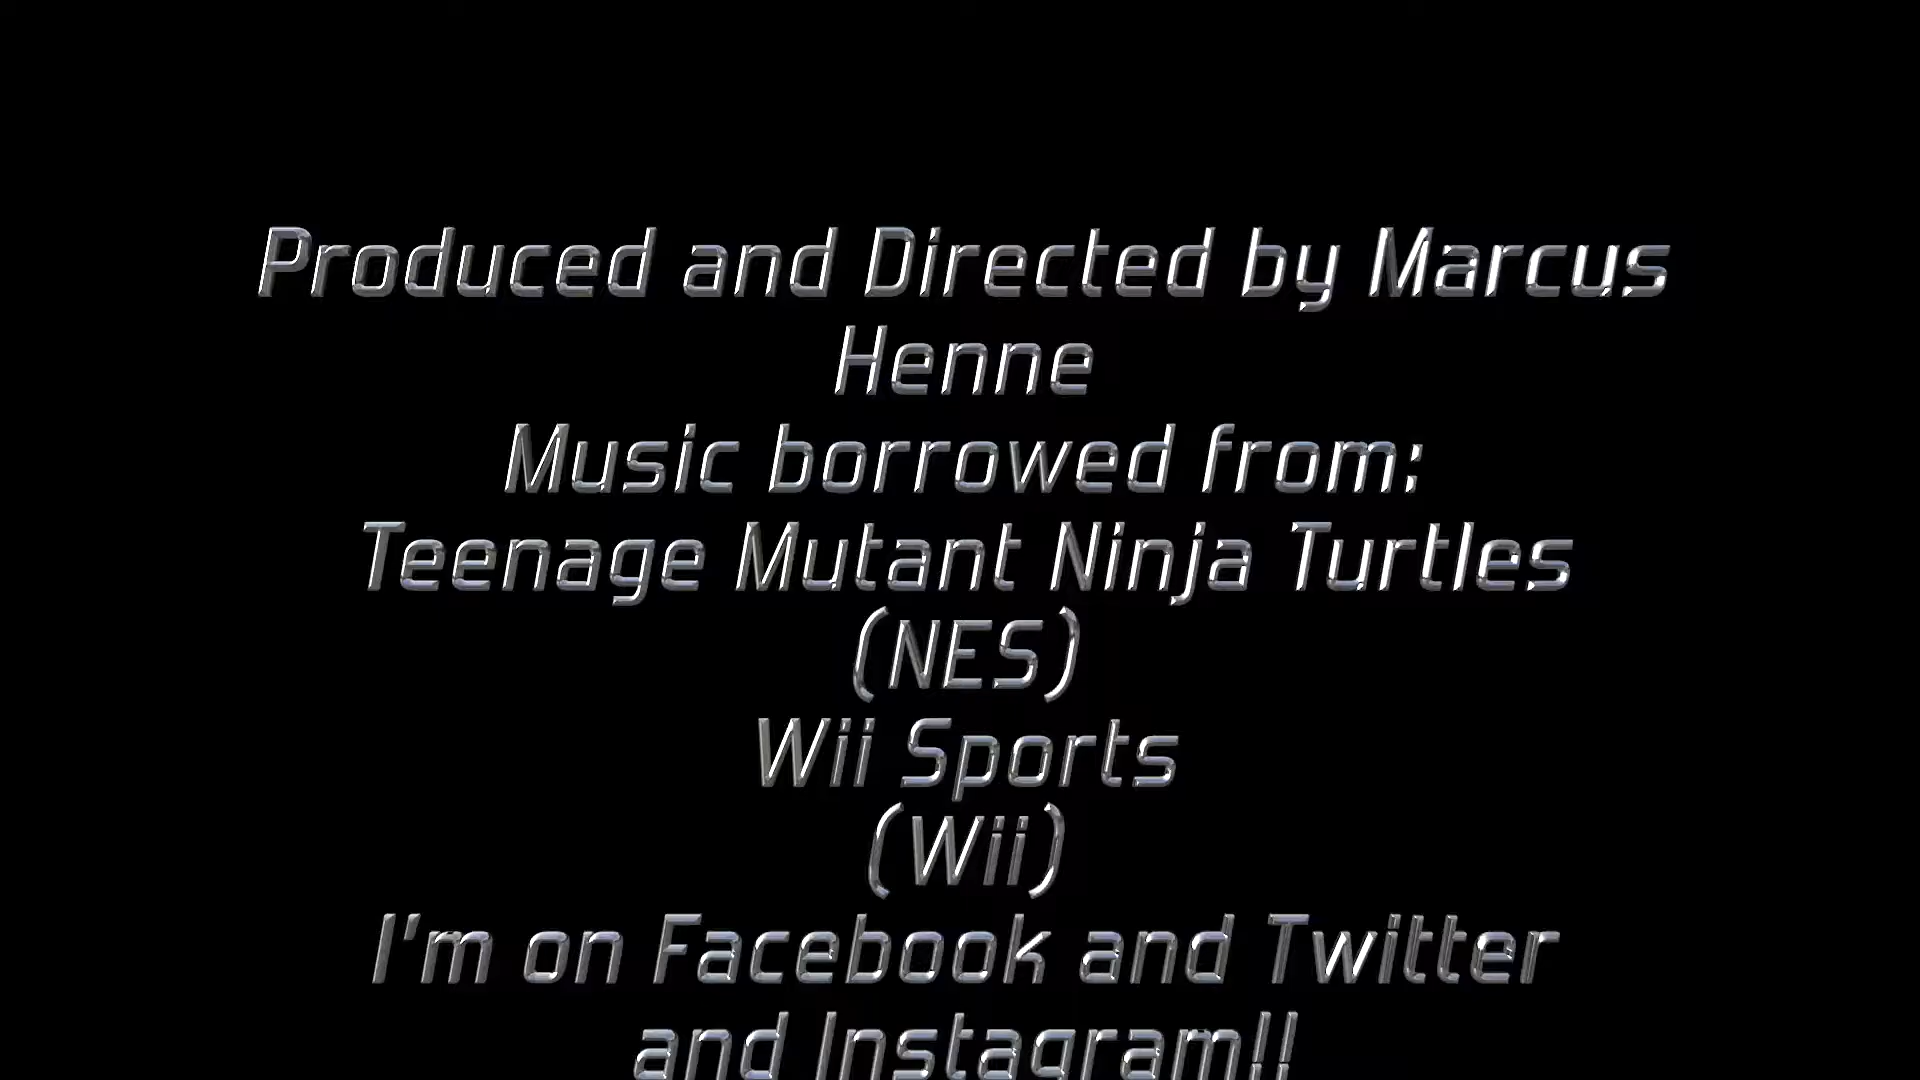 Produced and Directed by Marcus
Henne
Music borrowed from:
Teenage Mutant Ninja Turtles
(NES)
Wii Sports
(Wii)
I'm on Facebook and Twitter
and Instagram!!